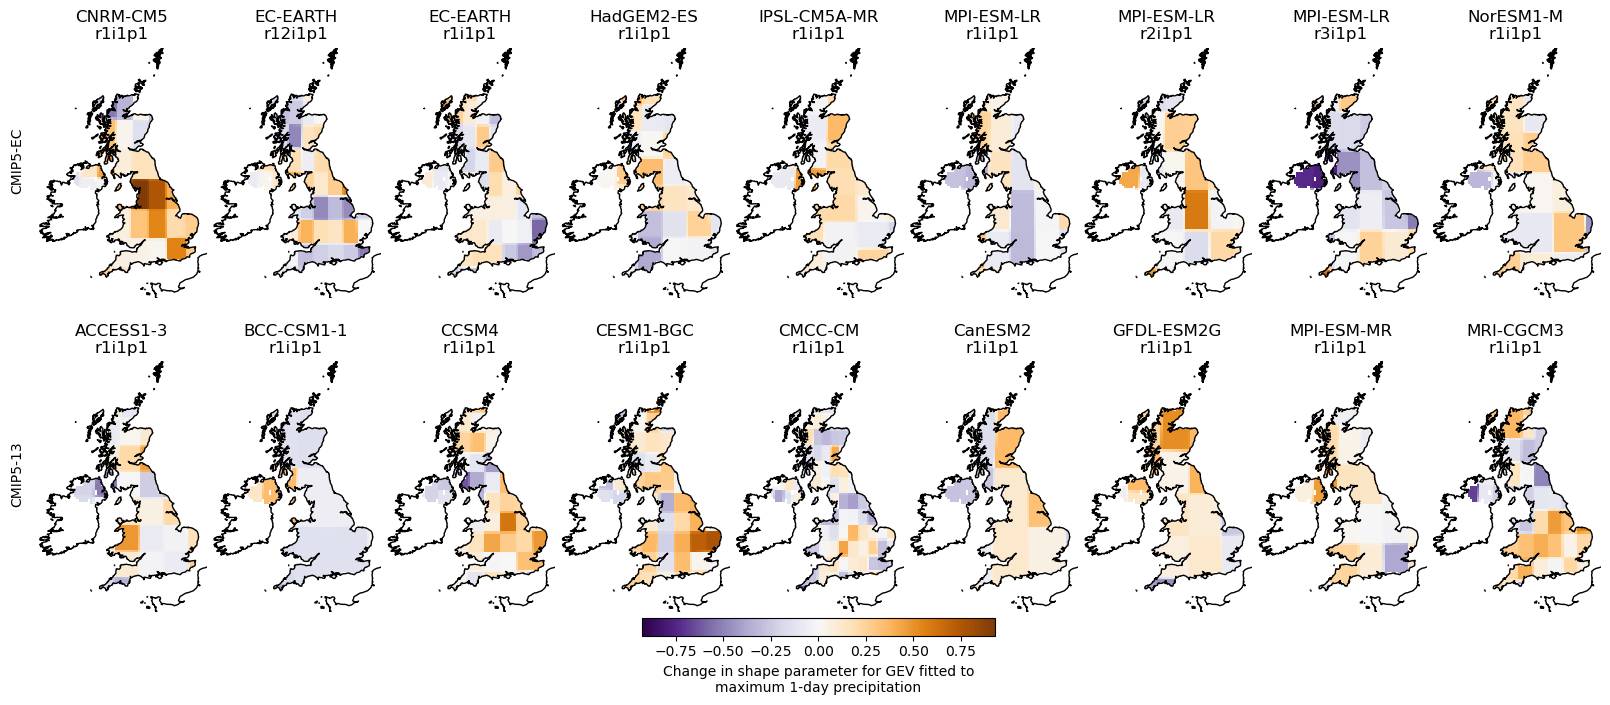 CNRM-CM5
r1i1p1
EC-EARTH
r12i1p1
EC-EARTH
r1i1p1
HadGEM2-ES
r1i1p1
IPSL-CM5A-MR
r1i1p1
MPI-ESM-LR
r1i1p1
MPI-ESM-LR
r2i1p1
MPI-ESM-LR
r3i1p1
NorESM1-M
r1i1p1
CMIP5-EC
ACCESS1-3
r1i1p1
BCC-CSM1-1
r1i1p1
CCSM4
r1i1p1
CESM1-BGC
r1i1p1
CMCC-CM
r1i1p1
CanESM2
r1i1p1
GFDL-ESM2G
r1i1p1
MPI-ESM-MR
r1i1p1
MRI-CGCM3
r1i1p1
CMIP5-13
−0.75 −0.50 −0.25 0.00 0.25 0.50 0.75
Change in shape parameter for GEV fitted to
maximum 1-day precipitation